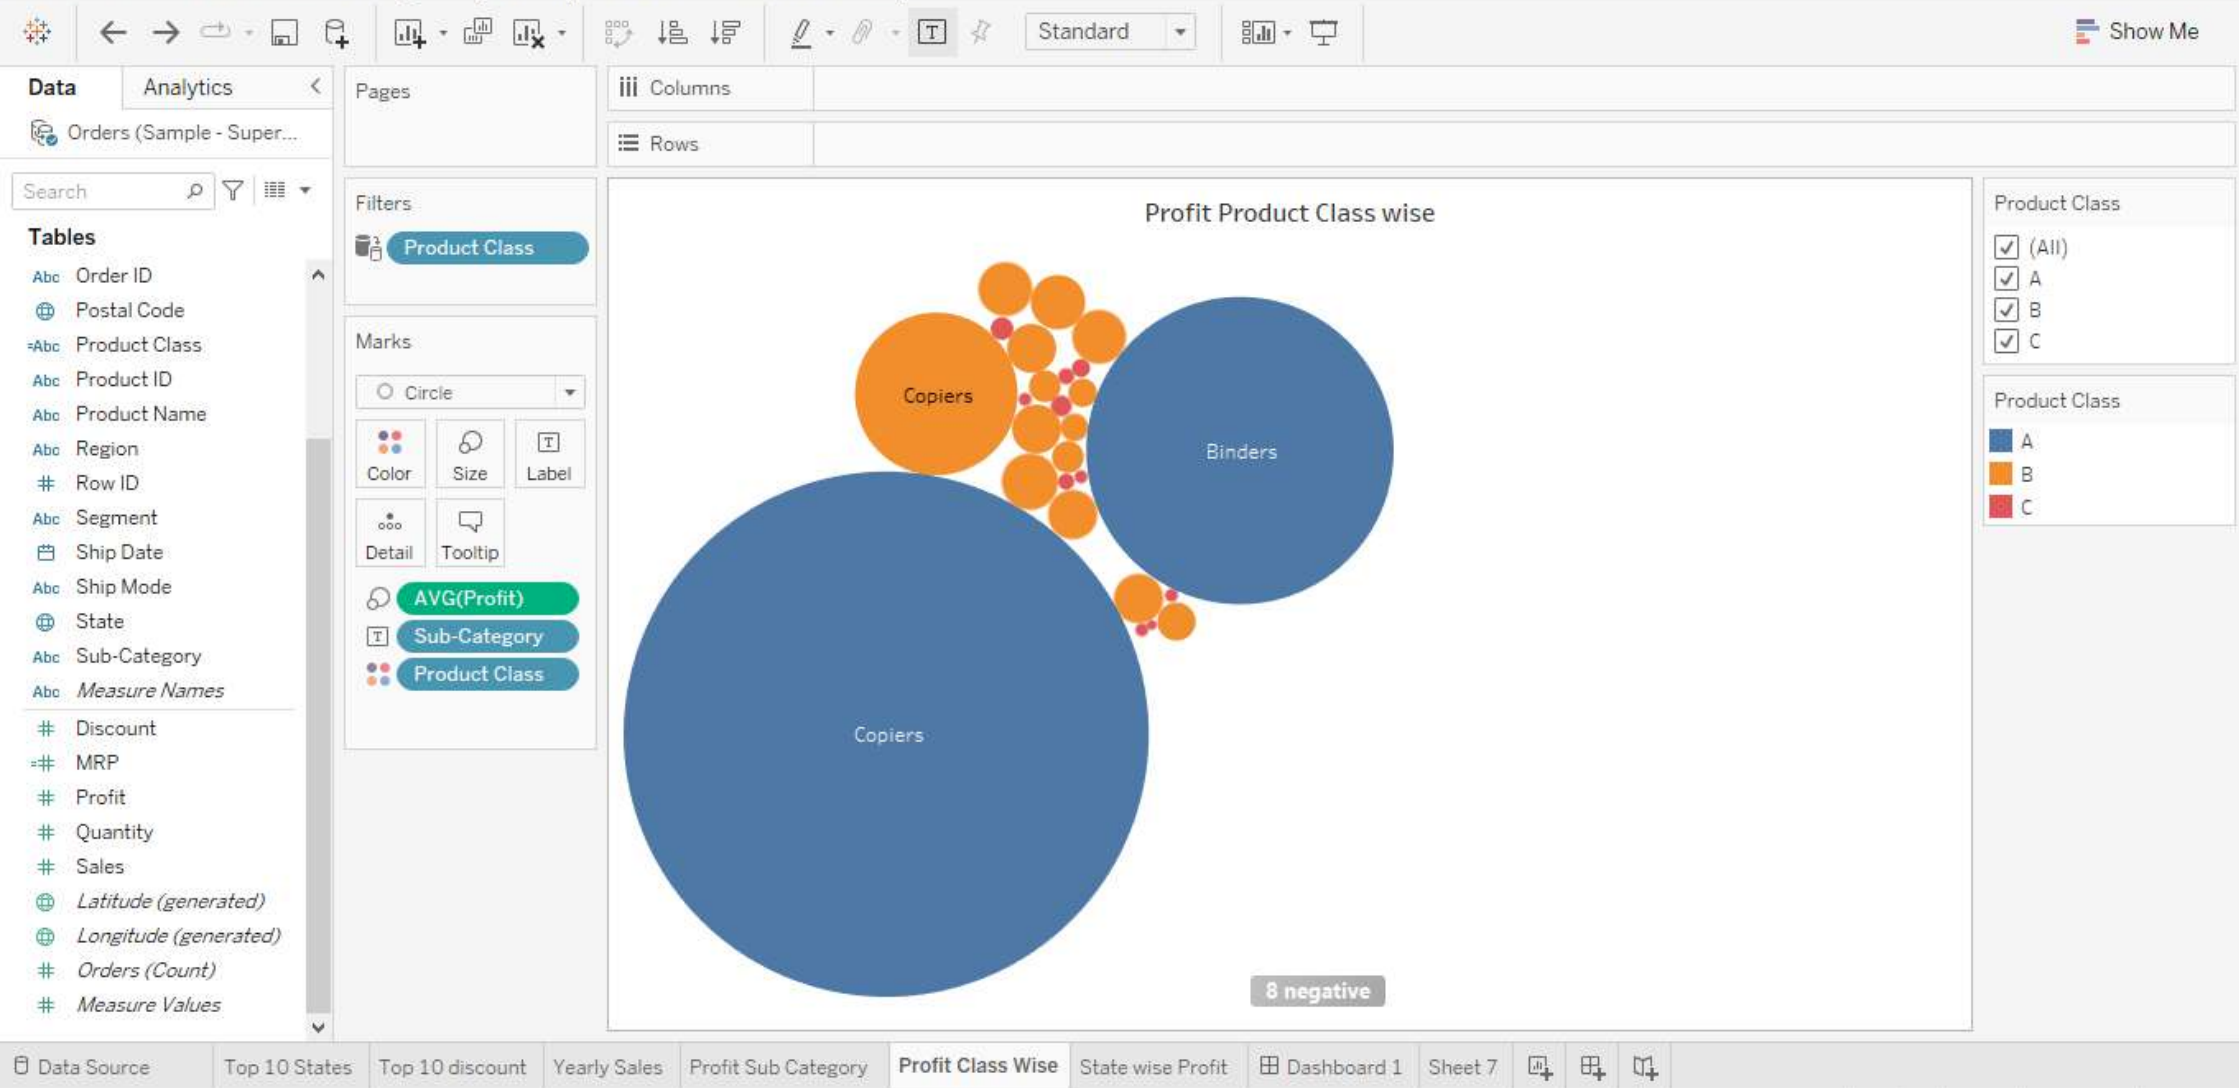 Standard
Show Me
Data
Analytics
Pages
Columns
Orders (Sample - Super...
Rows
Search
Filters
Product Class
Profit Product Class wise
Product Class
(All)
A
B
C
Tables
Abc Order ID
Postal Code
=Abc Product Class
Abc Product ID
Abc Product Name
Abc Region
# Row ID
Abc Segment
Ship Date
Abc Ship Mode
State
Abc Sub-Category
Abc Measure Names
# Discount
=# MRP
# Profit
# Quantity
# Sales
Latitude (generated)
Longitude (generated)
# Orders (Count)
# Measure Values
Marks
Circle
Color
Size
T
Label
Detail
Tooltip
AVG(Profit)
T Sub-Category
Product Class
Copiers
Binders
Copiers
8 negative
Product Class
A
B
C
Data Source
Top 10 States
Top 10 discount
Yearly Sales
Profit Sub Category
Profit Class Wise
State wise Profit
Dashboard 1
Sheet 7